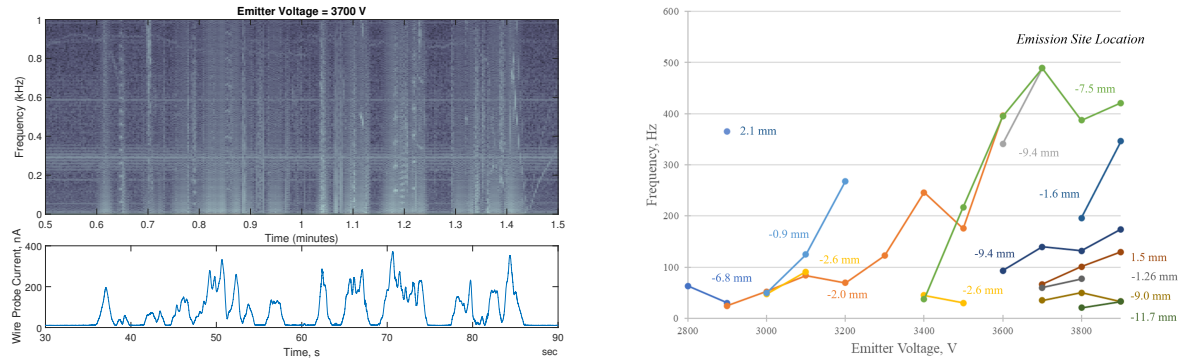 Emitter Voltage = 3700 V
1
0.8
0.6
0.4
0.2
0
Frequency (kHz)
0.5 0.6 0.7 0.8 0.9 1 1.1 1.2 1.3 1.4 1.5
Time (minutes)
400
200
0
Wire Probe Current, nA
30 40 50 60 70 80 90
Time, s
sec
600
500
400
300
200
100
0
Frequency, Hz
Emission Site Location
-7.5 mm
2.1 mm
-9.4 mm
-1.6 mm
-0.9 mm
-2.6 mm
-9.4 mm
1.5 mm
-6.8 mm
-1.26 mm
-2.0 mm
-2.6 mm
-9.0 mm
-11.7 mm
2800 3000 3200 3400 3600 3800
Emitter Voltage, V